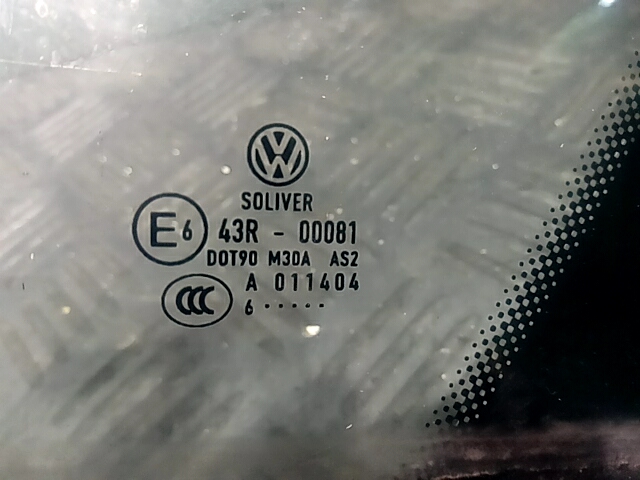 VW
SOLIVER
E6 43R - 00081
DOT90 M30A AS2
CCC A 011404
6 ·····